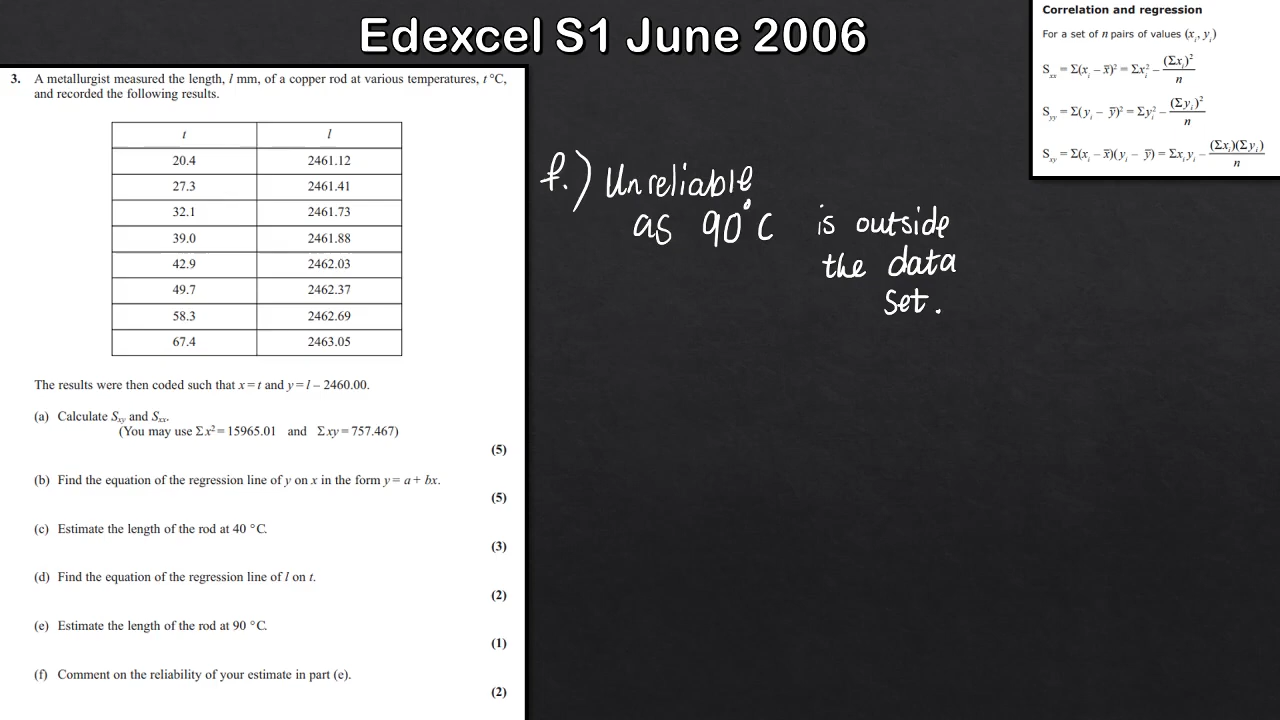 Edexcel S1 June 2006
Correlation and regression
For a set of n pairs of values (xᵢ, yᵢ)
Sxx = Σ(xᵢ − x̅)² = Σxᵢ² − (Σxᵢ)²/n
Syy = Σ(yᵢ − y̅)² = Σyᵢ² − (Σyᵢ)²/n
Sxy = Σ(xᵢ − x̅)(yᵢ − y̅) = Σxᵢyᵢ − (Σxᵢ)(Σyᵢ)/n
3. A metallurgist measured the length, l mm, of a copper rod at various temperatures, t °C,
and recorded the following results.
t l
20.4 2461.12
27.3 2461.41
32.1 2461.73
39.0 2461.88
42.9 2462.03
49.7 2462.37
58.3 2462.69
67.4 2463.05
The results were then coded such that x = t and y = l – 2460.00.
(a) Calculate Sxy and Sxx.
(You may use Σx² = 15965.01 and Σxy = 757.467)
(5)
(b) Find the equation of the regression line of y on x in the form y = a + bx.
(5)
(c) Estimate the length of the rod at 40 °C.
(3)
(d) Find the equation of the regression line of l on t.
(2)
(e) Estimate the length of the rod at 90 °C.
(1)
(f) Comment on the reliability of your estimate in part (e).
(2)
f.) Unreliable
as 90°C is outside
the data
set.